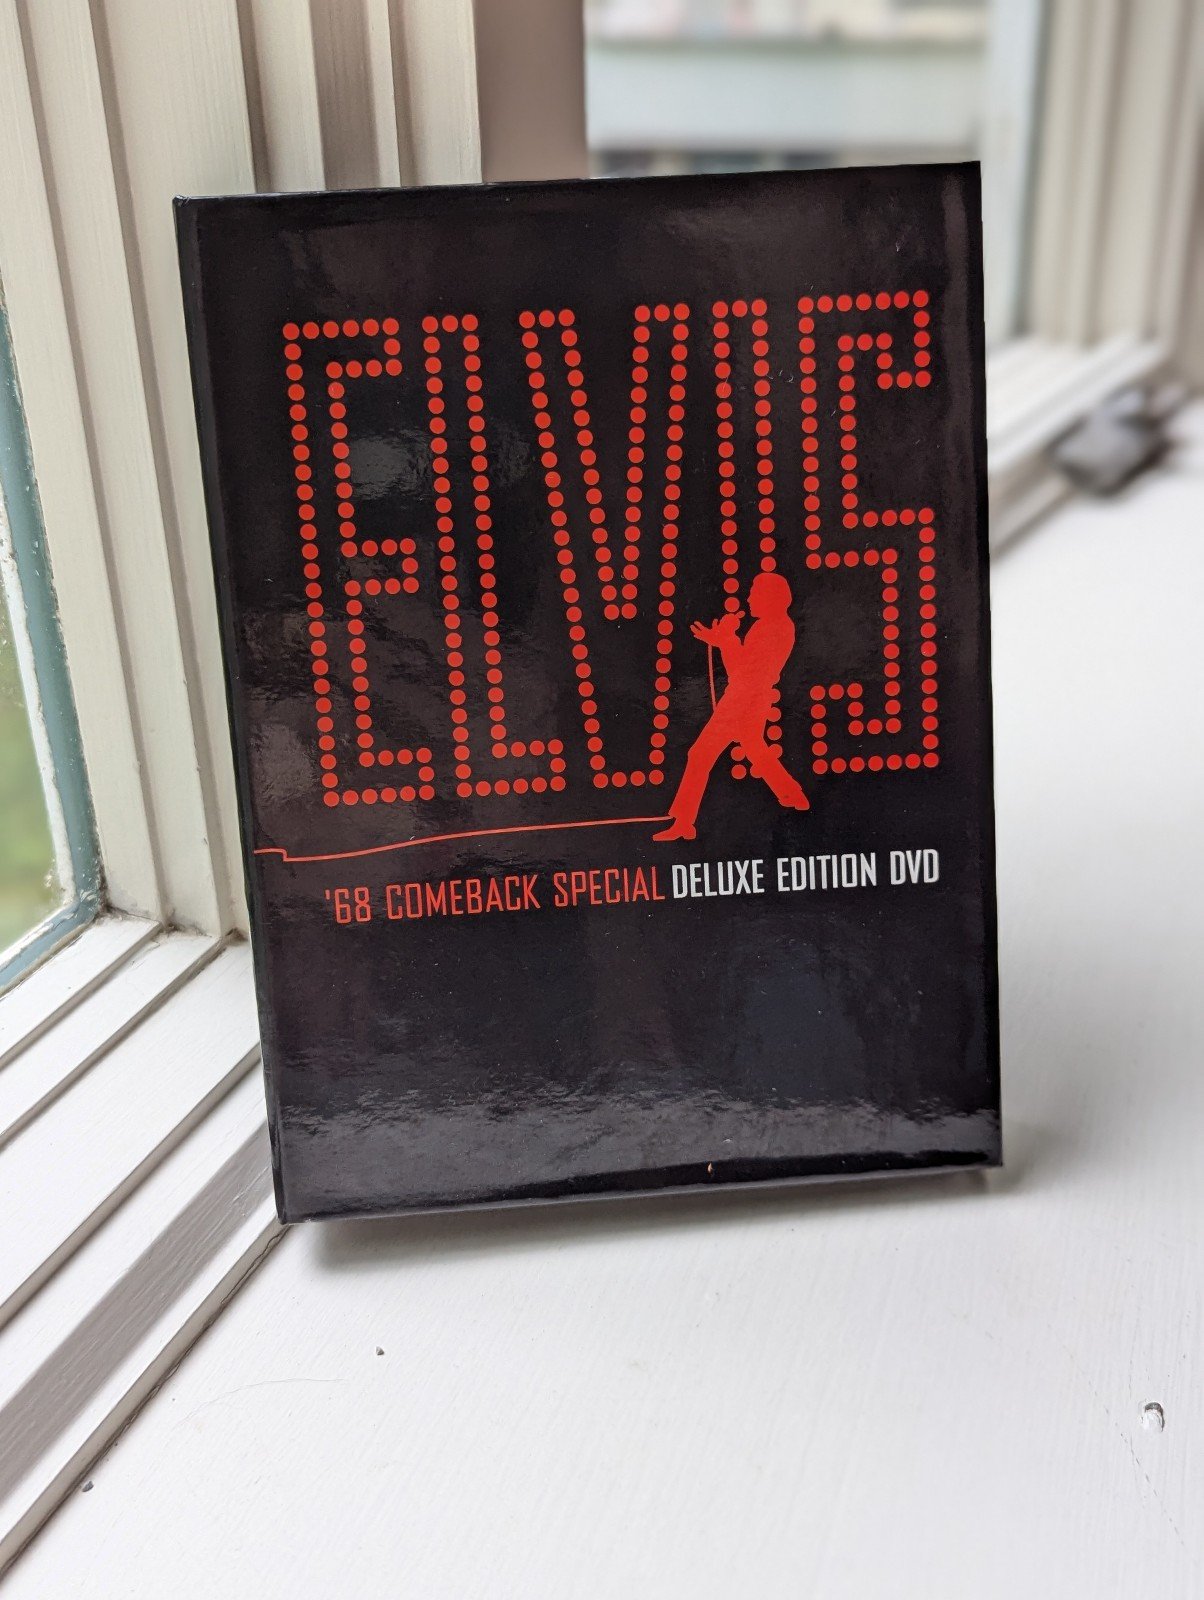 ELVIS
'68 COMEBACK SPECIAL DELUXE EDITION DVD